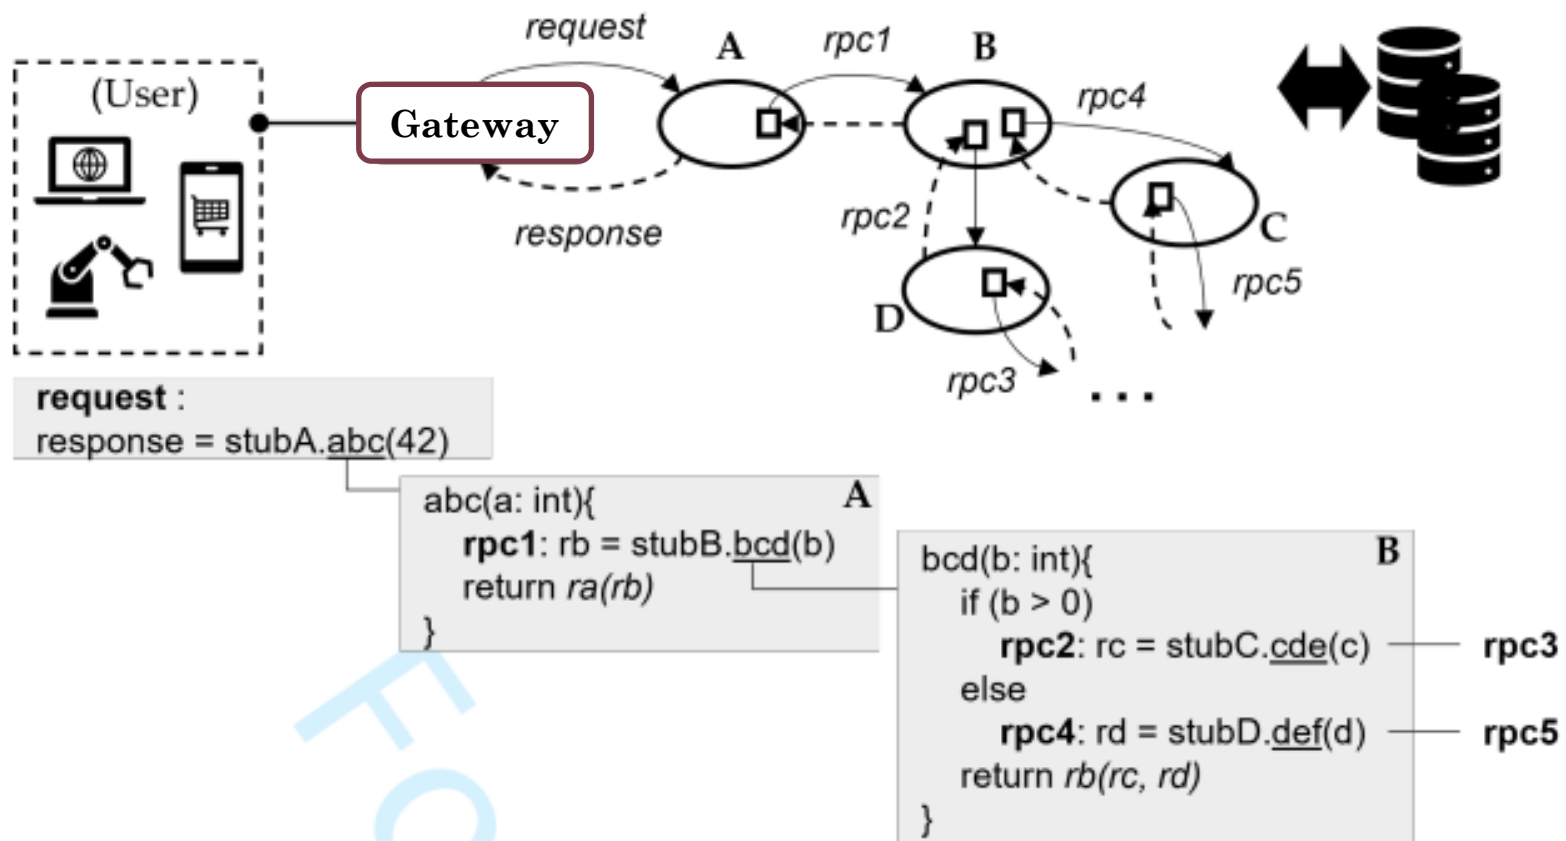 request
A
rpc1
B
rpc4
(User)
Gateway
rpc2
C
response
rpc5
D
rpc3
...
request :
response = stubA.abc(42)
A
abc(a: int){
rpc1: rb = stubB.bcd(b)
return ra(rb)
}
B
bcd(b: int){
if (b > 0)
rpc2: rc = stubC.cde(c)
rpc3
else
rpc4: rd = stubD.def(d)
rpc5
return rb(rc, rd)
}
FC